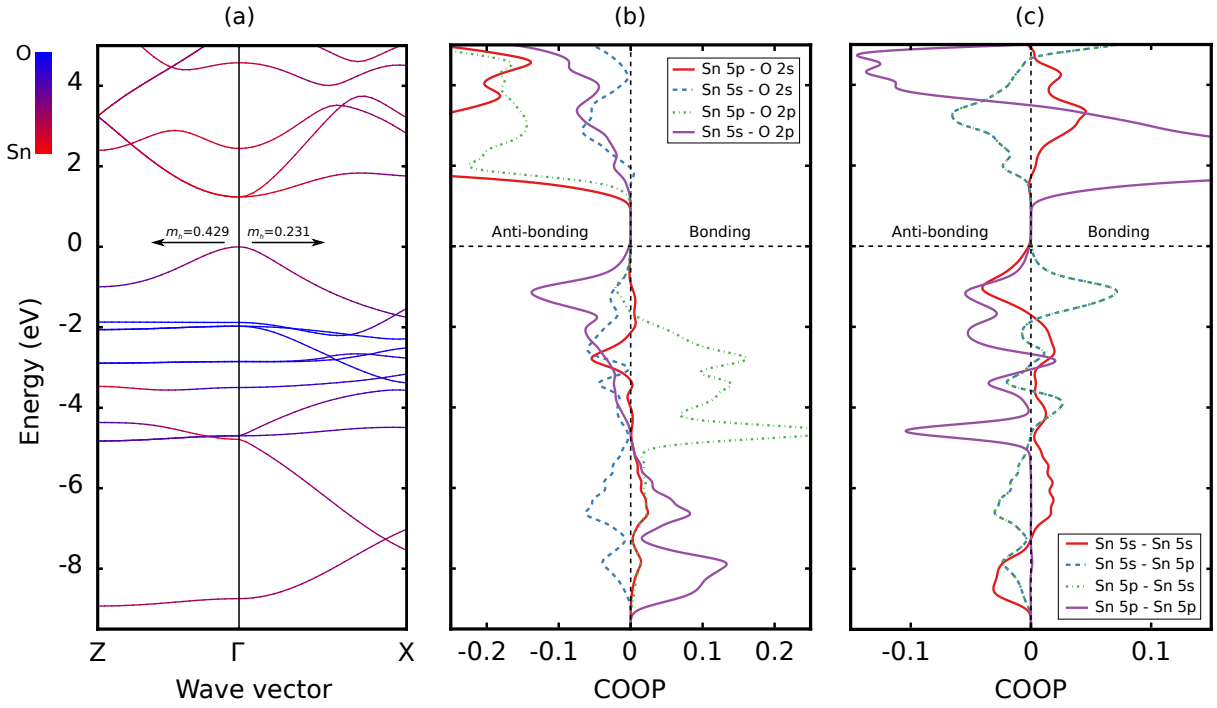 (a)
(b)
(c)
O
Sn
4
2
0
-2
-4
-6
-8
Energy (eV)
m_h=0.429
m_h=0.231
Z
Γ
X
Wave vector
Sn 5p - O 2s
Sn 5s - O 2s
Sn 5p - O 2p
Sn 5s - O 2p
Anti-bonding
Bonding
-0.2
-0.1
0
0.1
0.2
COOP
Anti-bonding
Bonding
Sn 5s - Sn 5s
Sn 5s - Sn 5p
Sn 5p - Sn 5s
Sn 5p - Sn 5p
-0.1
0
0.1
COOP